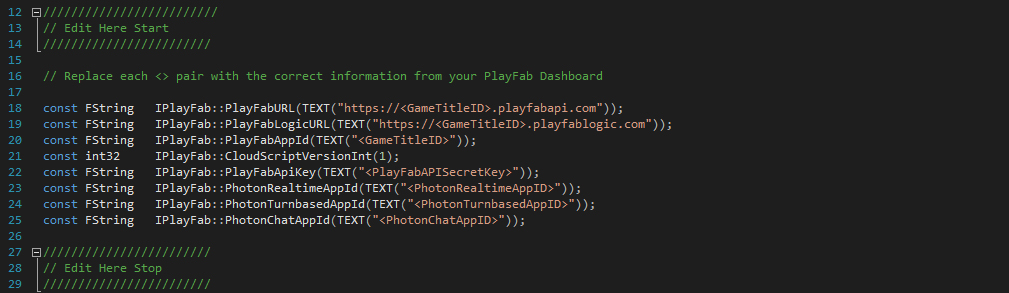 12 /////////////////////////
13 // Edit Here Start
14 ////////////////////////
15
16 // Replace each <> pair with the correct information from your PlayFab Dashboard
17
18 const FString   IPlayFab::PlayFabURL(TEXT("https://<GameTitleID>.playfabapi.com"));
19 const FString   IPlayFab::PlayFabLogicURL(TEXT("https://<GameTitleID>.playfablogic.com"));
20 const FString   IPlayFab::PlayFabAppId(TEXT("<GameTitleID>"));
21 const int32     IPlayFab::CloudScriptVersionInt(1);
22 const FString   IPlayFab::PlayFabApiKey(TEXT("<PlayFabAPISecretKey>"));
23 const FString   IPlayFab::PhotonRealtimeAppId(TEXT("<PhotonRealtimeAppID>"));
24 const FString   IPlayFab::PhotonTurnbasedAppId(TEXT("<PhotonTurnbasedAppID>"));
25 const FString   IPlayFab::PhotonChatAppId(TEXT("<PhotonChatAppID>"));
26
27 ////////////////////////
28 // Edit Here Stop
29 ////////////////////////